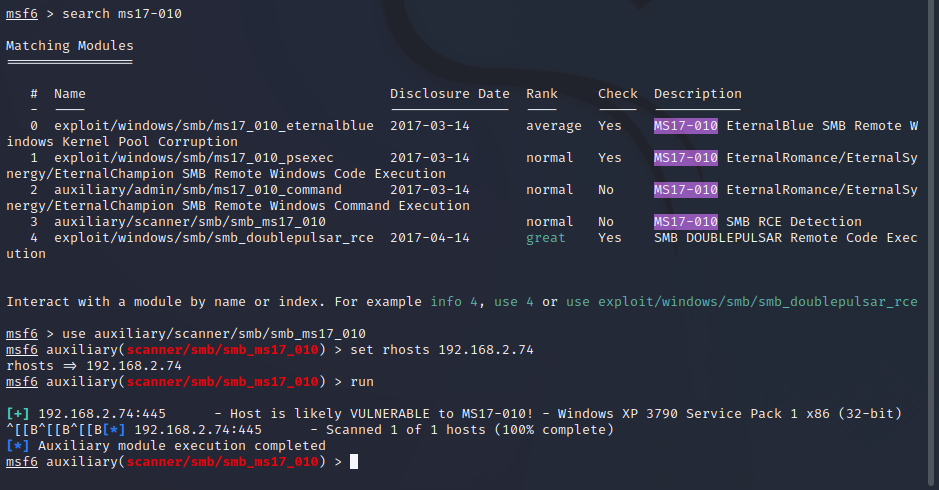 msf6 > search ms17-010
Matching Modules
================
# Name Disclosure Date Rank Check Description
- ---- --------------- ---- ----- -----------
0 exploit/windows/smb/ms17_010_eternalblue 2017-03-14 average Yes MS17-010 EternalBlue SMB Remote W
indows Kernel Pool Corruption
1 exploit/windows/smb/ms17_010_psexec 2017-03-14 normal Yes MS17-010 EternalRomance/EternalSy
nergy/EternalChampion SMB Remote Windows Code Execution
2 auxiliary/admin/smb/ms17_010_command 2017-03-14 normal No MS17-010 EternalRomance/EternalSy
nergy/EternalChampion SMB Remote Windows Command Execution
3 auxiliary/scanner/smb/smb_ms17_010 normal No MS17-010 SMB RCE Detection
4 exploit/windows/smb/smb_doublepulsar_rce 2017-04-14 great Yes SMB DOUBLEPULSAR Remote Code Exec
ution
Interact with a module by name or index. For example info 4, use 4 or use exploit/windows/smb/smb_doublepulsar_rce
msf6 > use auxiliary/scanner/smb/smb_ms17_010
msf6 auxiliary(scanner/smb/smb_ms17_010) > set rhosts 192.168.2.74
rhosts => 192.168.2.74
msf6 auxiliary(scanner/smb/smb_ms17_010) > run
[+] 192.168.2.74:445 - Host is likely VULNERABLE to MS17-010! - Windows XP 3790 Service Pack 1 x86 (32-bit)
^[[B^[[B^[[B[*] 192.168.2.74:445 - Scanned 1 of 1 hosts (100% complete)
[*] Auxiliary module execution completed
msf6 auxiliary(scanner/smb/smb_ms17_010) >